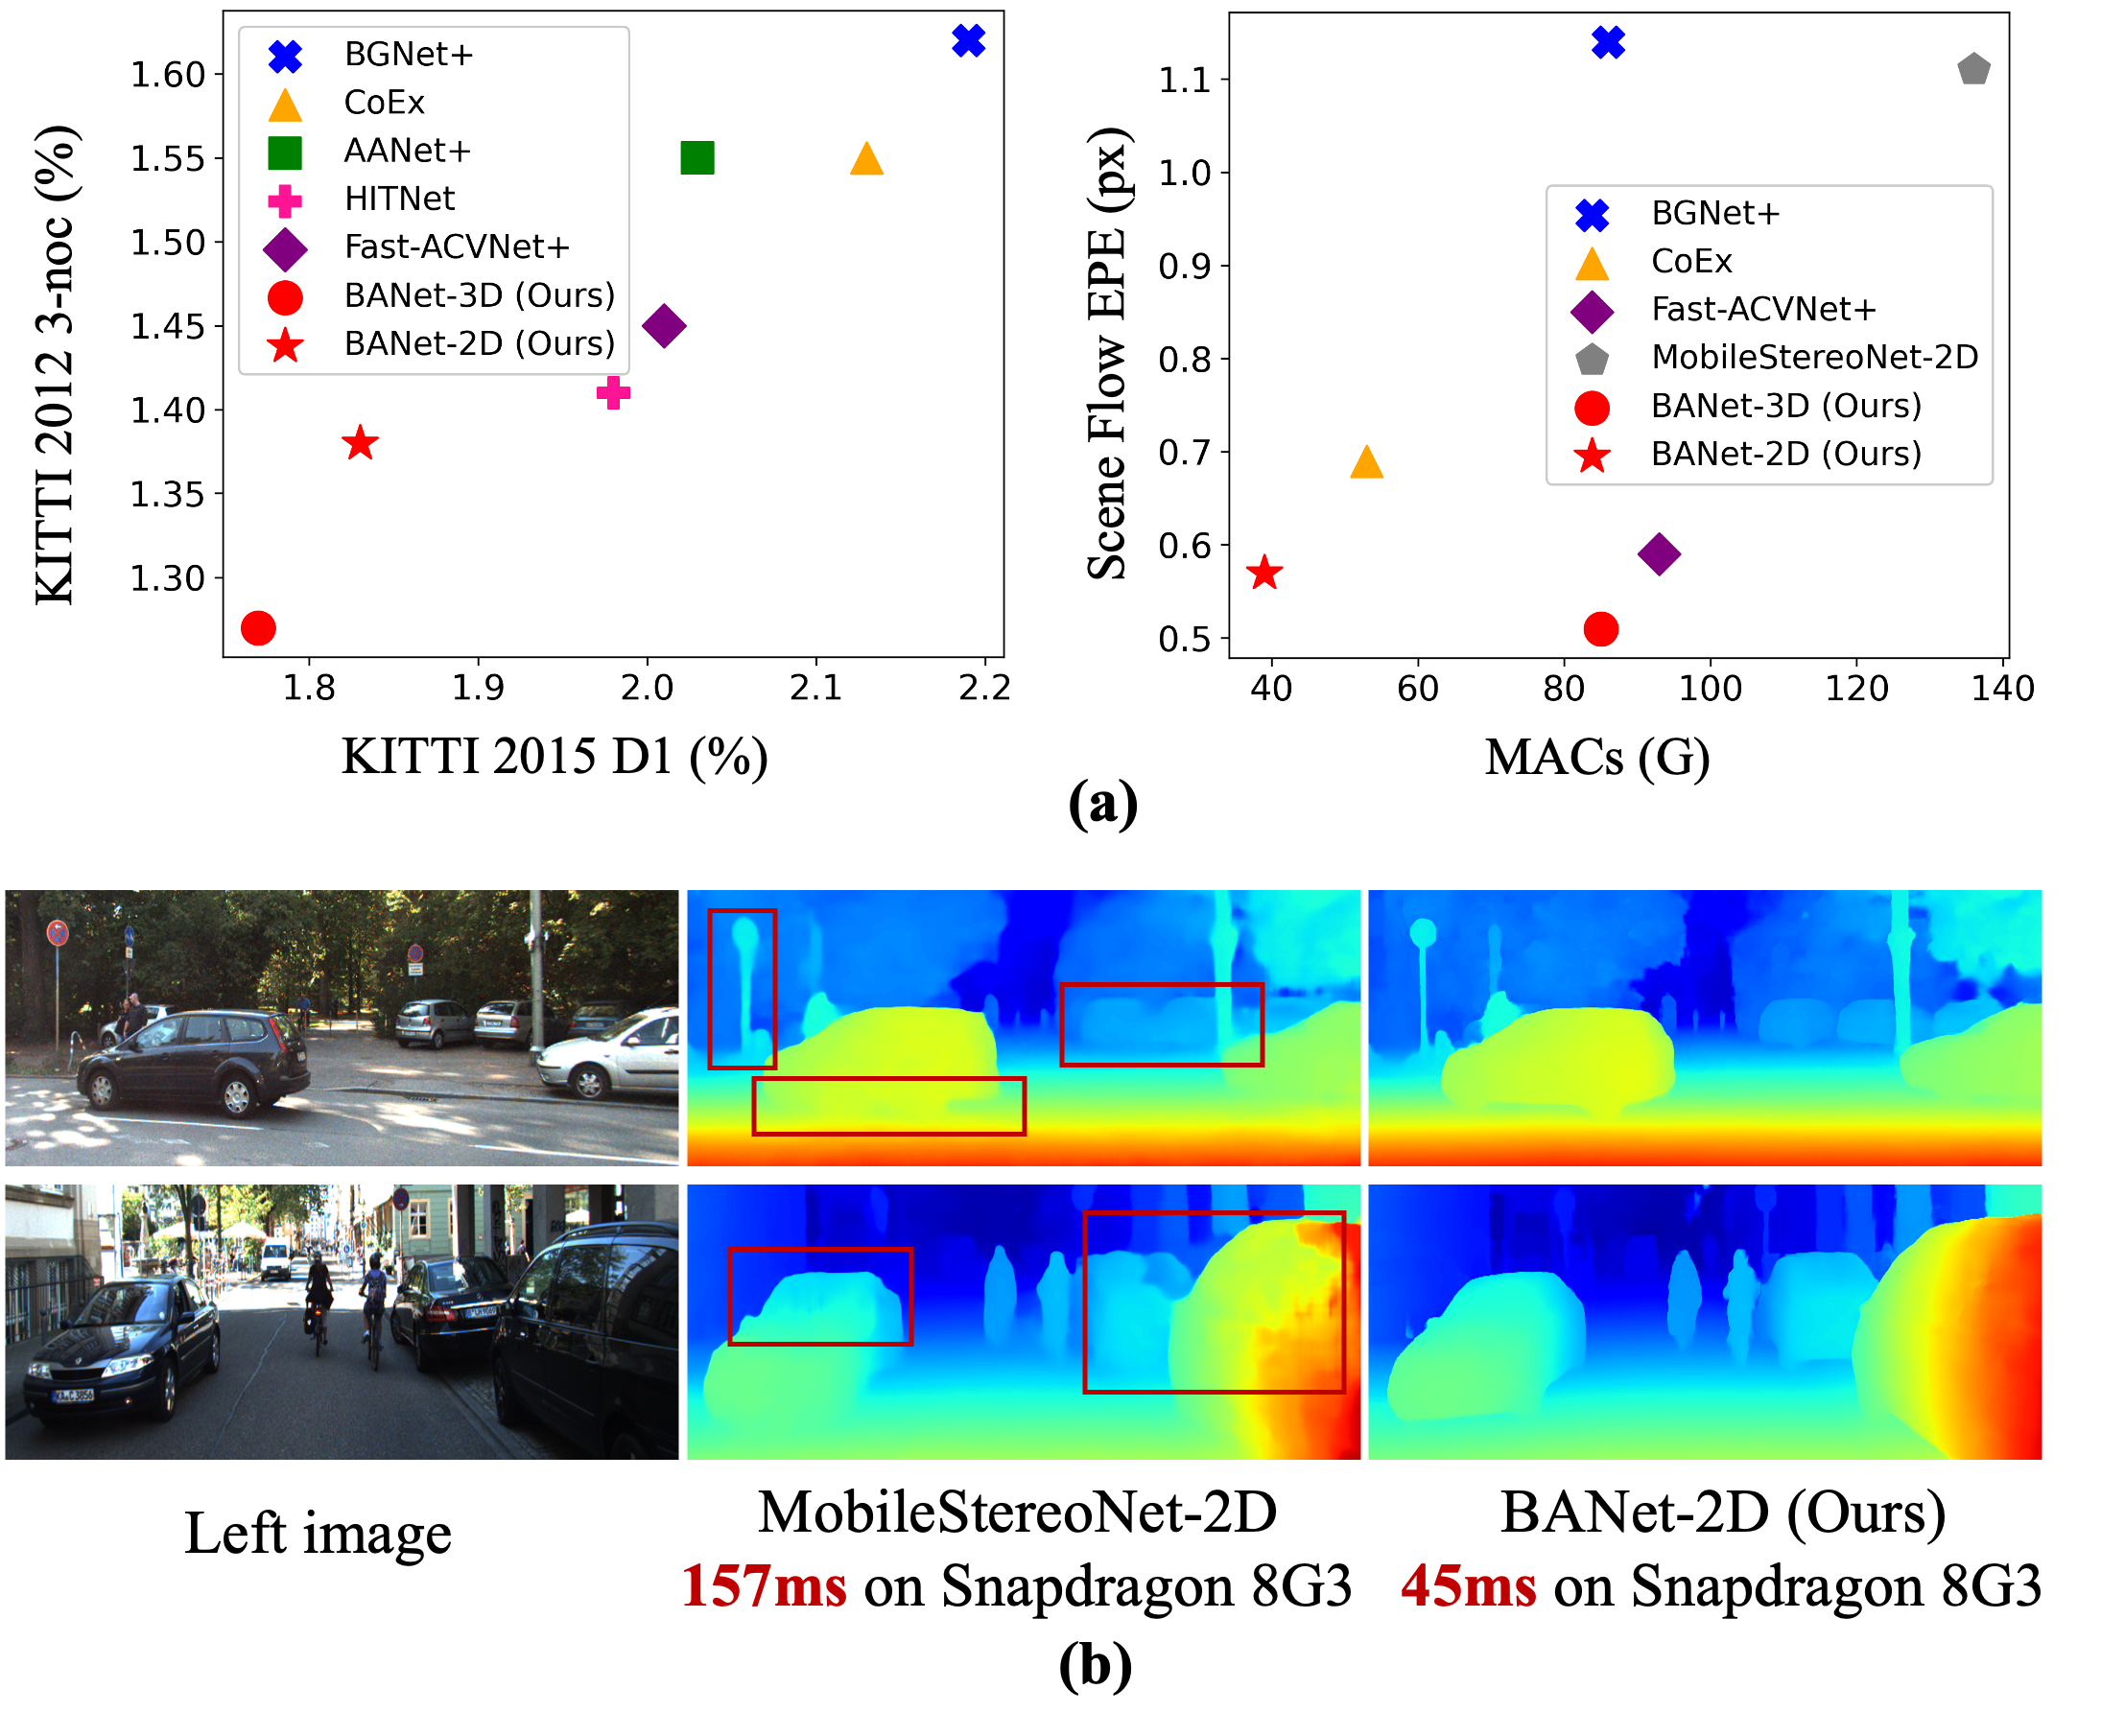 KITTI 2012 3-noc (%)
1.60
1.55
1.50
1.45
1.40
1.35
1.30
BGNet+
CoEx
AANet+
HITNet
Fast-ACVNet+
BANet-3D (Ours)
BANet-2D (Ours)
1.8 1.9 2.0 2.1 2.2
KITTI 2015 D1 (%)
Scene Flow EPE (px)
1.1
1.0
0.9
0.8
0.7
0.6
0.5
BGNet+
CoEx
Fast-ACVNet+
MobileStereoNet-2D
BANet-3D (Ours)
BANet-2D (Ours)
40 60 80 100 120 140
MACs (G)
(a)
Left image
MobileStereoNet-2D
157ms on Snapdragon 8G3
BANet-2D (Ours)
45ms on Snapdragon 8G3
(b)